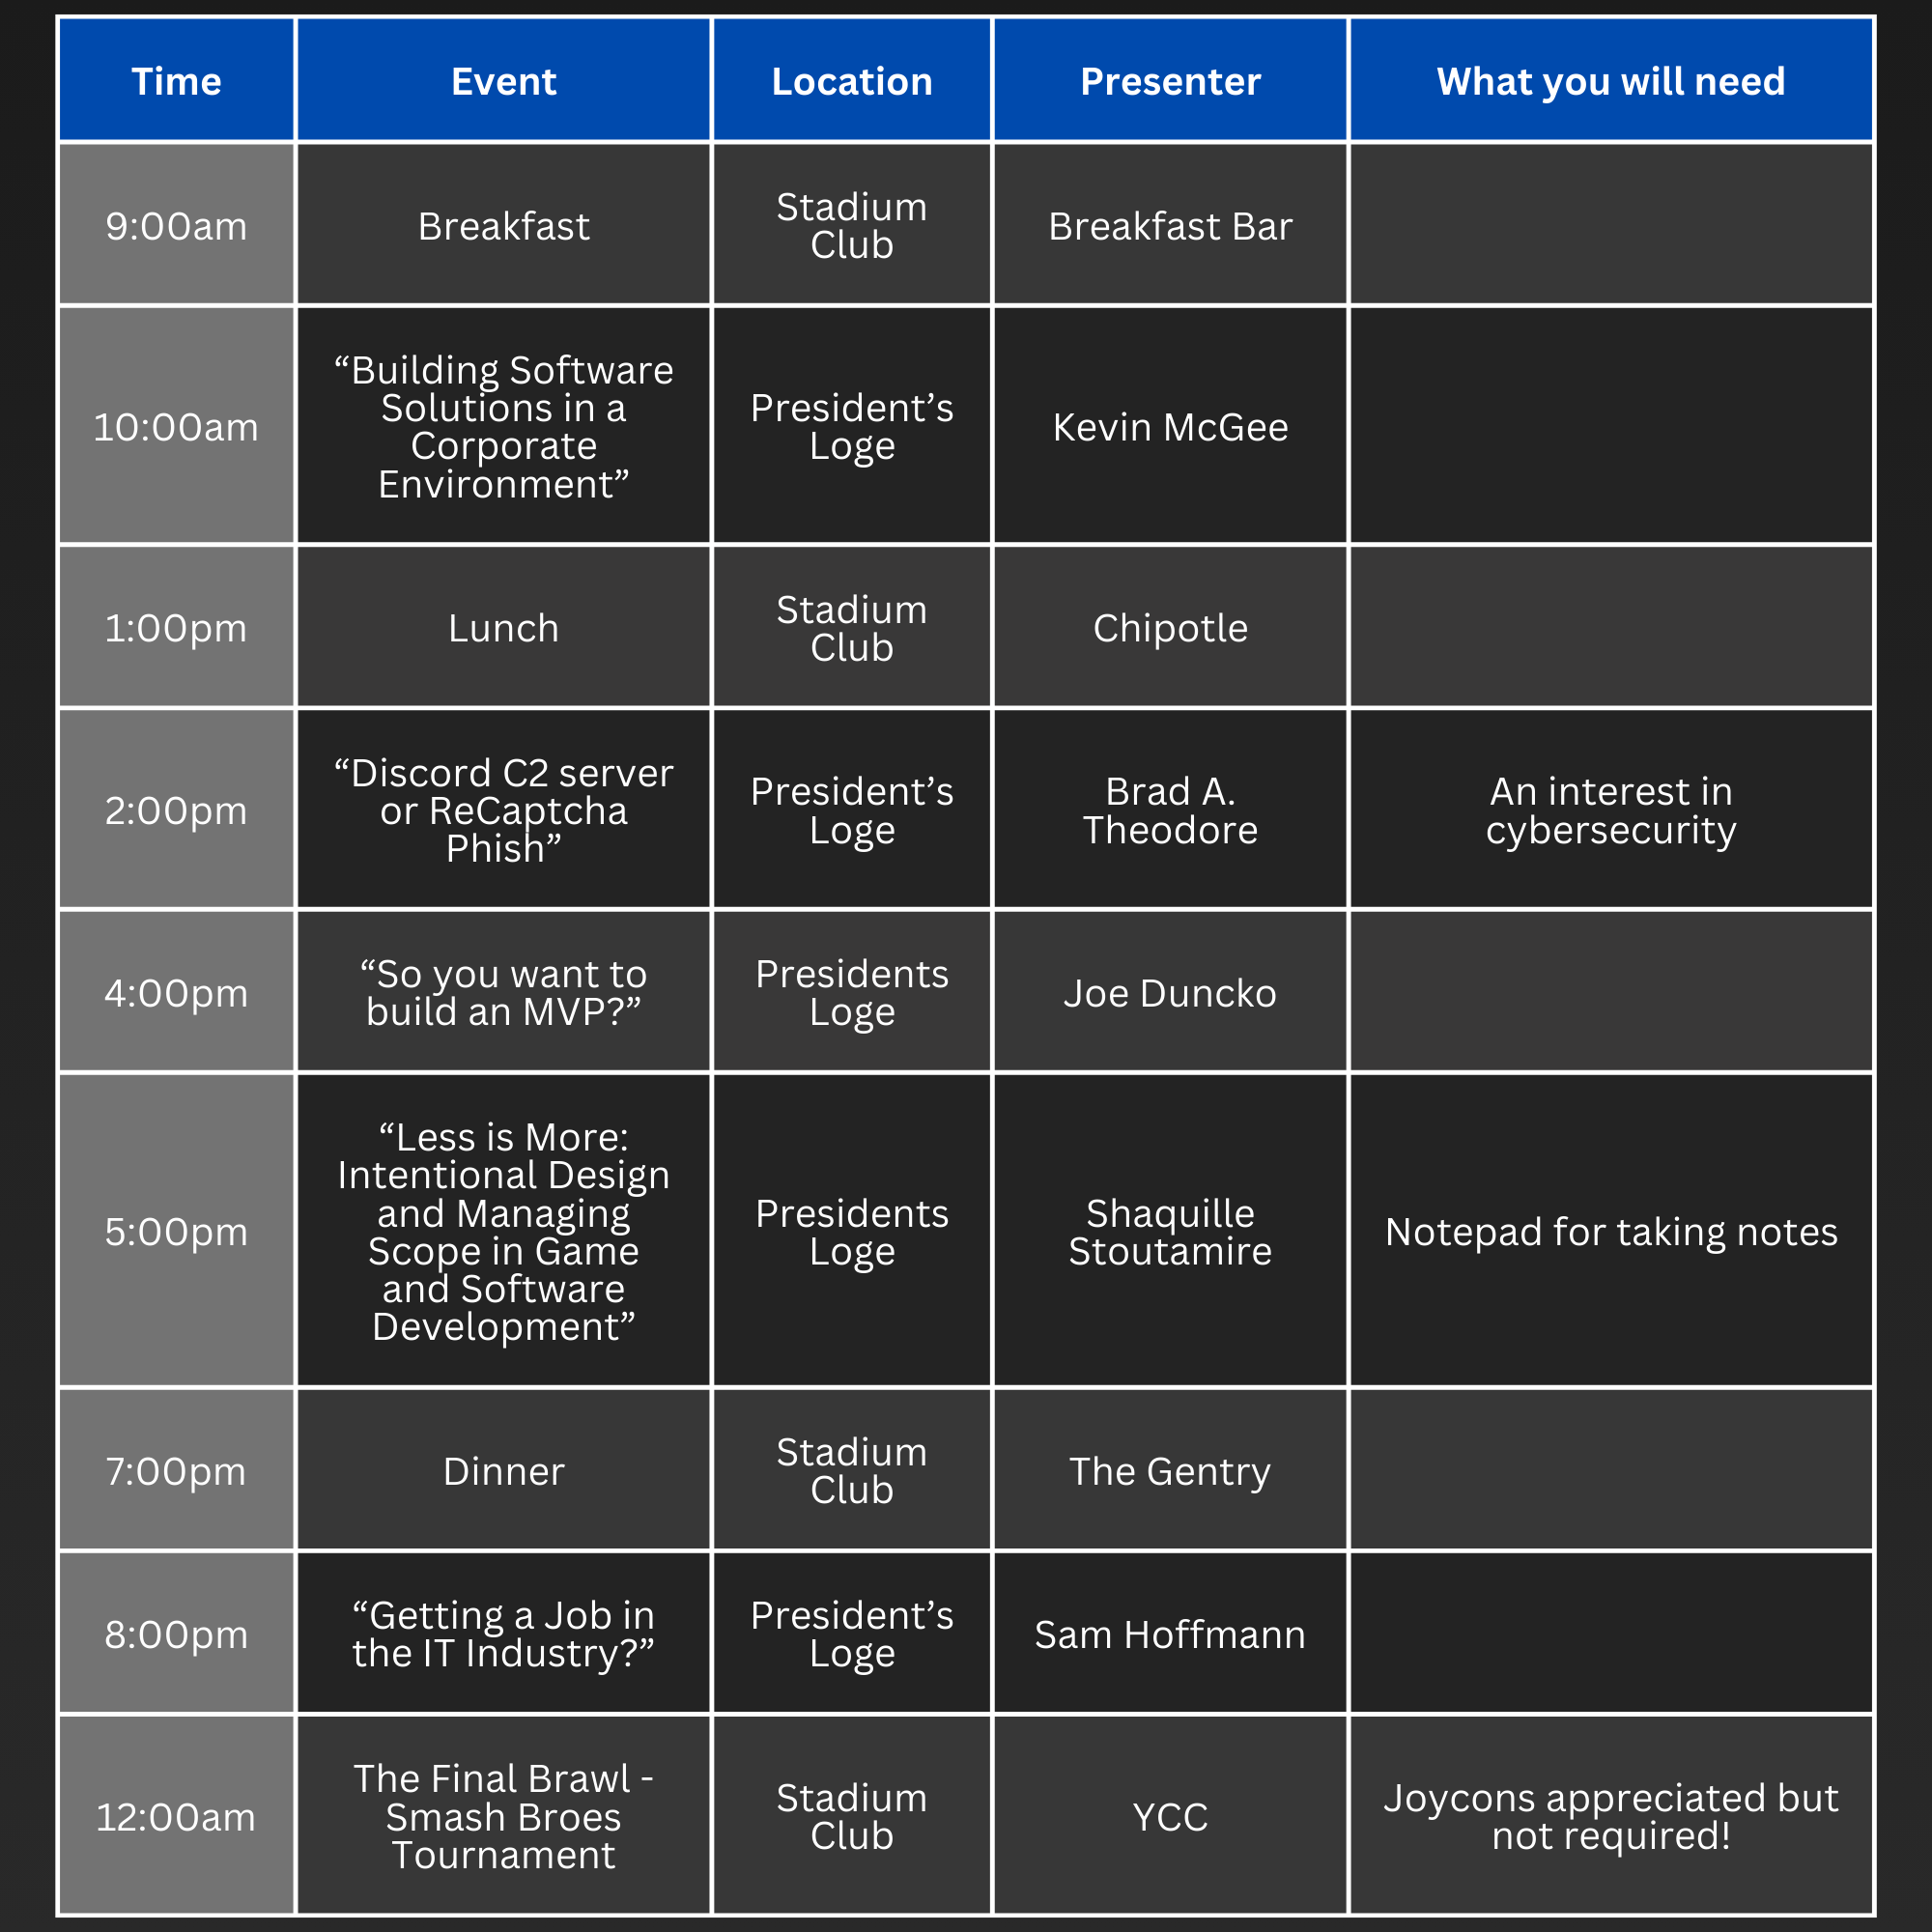 Time Event Location Presenter What you will need
9:00am
Breakfast
Stadium
Club
Breakfast Bar
10:00am
“Building Software
Solutions in a
Corporate
Environment”
President’s
Loge
Kevin McGee
1:00pm
Lunch
Stadium
Club
Chipotle
2:00pm
“Discord C2 server
or ReCaptcha
Phish”
President’s
Loge
Brad A.
Theodore
An interest in
cybersecurity
4:00pm
“So you want to
build an MVP?”
Presidents
Loge
Joe Duncko
5:00pm
“Less is More:
Intentional Design
and Managing
Scope in Game
and Software
Development”
Presidents
Loge
Shaquille
Stoutamire
Notepad for taking notes
7:00pm
Dinner
Stadium
Club
The Gentry
8:00pm
“Getting a Job in
the IT Industry?”
President’s
Loge
Sam Hoffmann
12:00am
The Final Brawl -
Smash Broes
Tournament
Stadium
Club
YCC
Joycons appreciated but
not required!